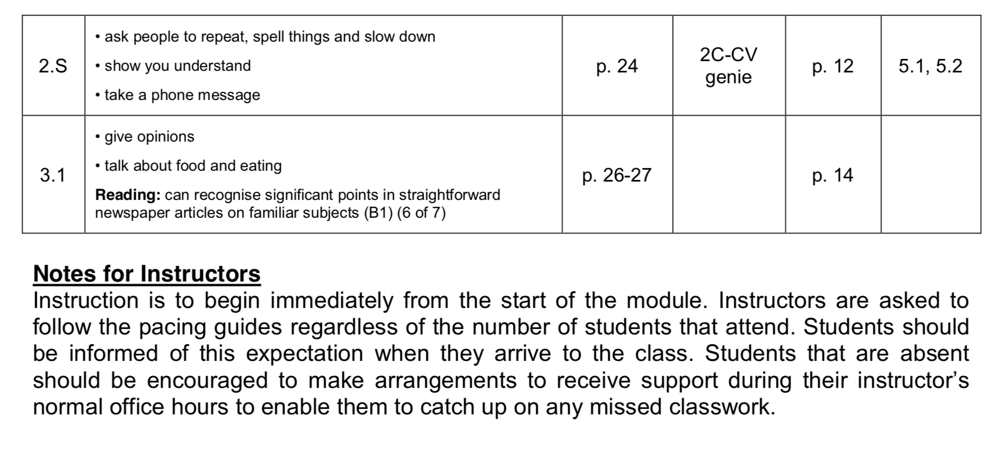 • ask people to repeat, spell things and slow down
2.S
• show you understand
• take a phone message
p. 24
2C-CV
genie
p. 12
5.1, 5.2
3.1
• give opinions
• talk about food and eating
Reading: can recognise significant points in straightforward
newspaper articles on familiar subjects (B1) (6 of 7)
p. 26-27
p. 14
Notes for Instructors
Instruction is to begin immediately from the start of the module. Instructors are asked to
follow the pacing guides regardless of the number of students that attend. Students should
be informed of this expectation when they arrive to the class. Students that are absent
should be encouraged to make arrangements to receive support during their instructor’s
normal office hours to enable them to catch up on any missed classwork.